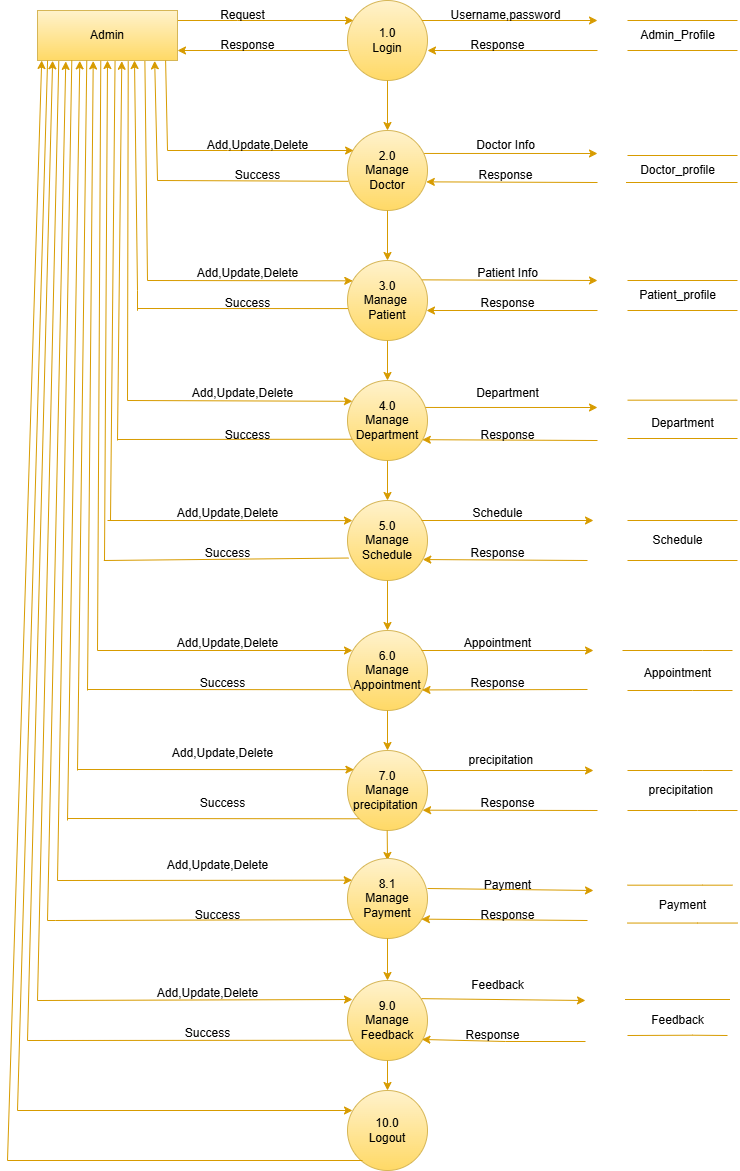 Admin
Request
Response
1.0
Login
Username,password
Response
Admin_Profile
Add,Update,Delete
Success
2.0
Manage
Doctor
Doctor Info
Response
Doctor_profile
Add,Update,Delete
Success
3.0
Manage
Patient
Patient Info
Response
Patient_profile
Add,Update,Delete
Success
4.0
Manage
Department
Department
Response
Department
Add,Update,Delete
Success
5.0
Manage
Schedule
Schedule
Response
Schedule
Add,Update,Delete
Success
6.0
Manage
Appointment
Appointment
Response
Appointment
Add,Update,Delete
Success
7.0
Manage
precipitation
precipitation
Response
precipitation
Add,Update,Delete
Success
8.1
Manage
Payment
Payment
Response
Payment
Add,Update,Delete
Success
9.0
Manage
Feedback
Feedback
Response
Feedback
10.0
Logout